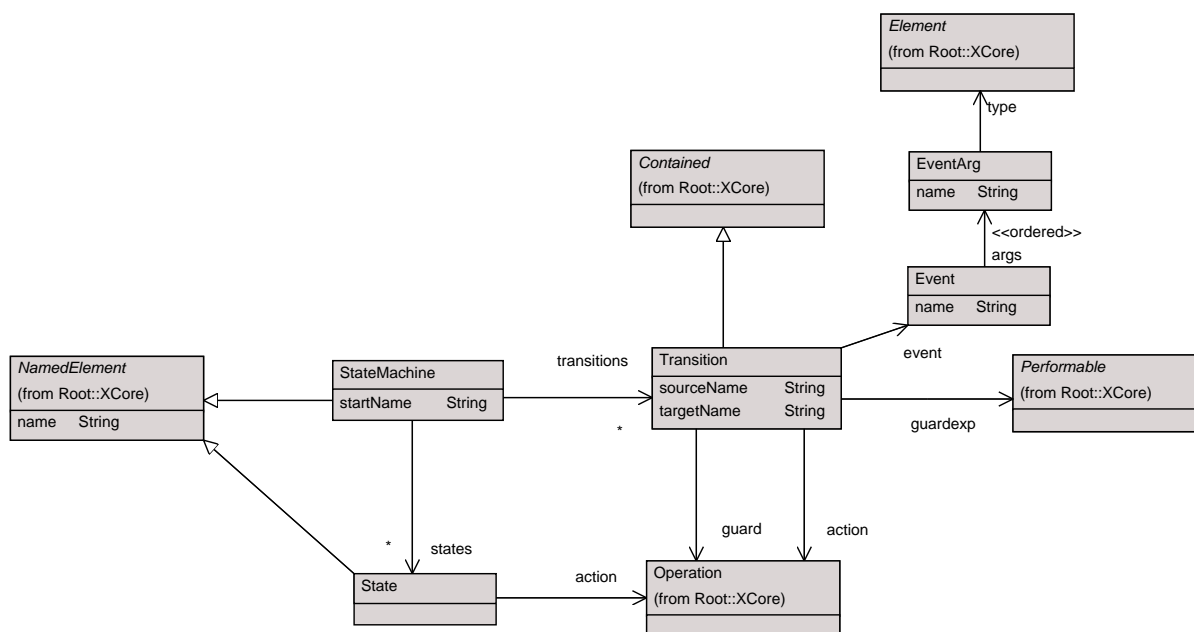 Element
(from Root::XCore)
type
Contained
(from Root::XCore)
EventArg
name String
<<ordered>>
args
Event
name String
event
NamedElement
(from Root::XCore)
name String
StateMachine
startName String
transitions
*
Transition
sourceName String
targetName String
Performable
(from Root::XCore)
guardexp
* states
guard
action
State
action
Operation
(from Root::XCore)